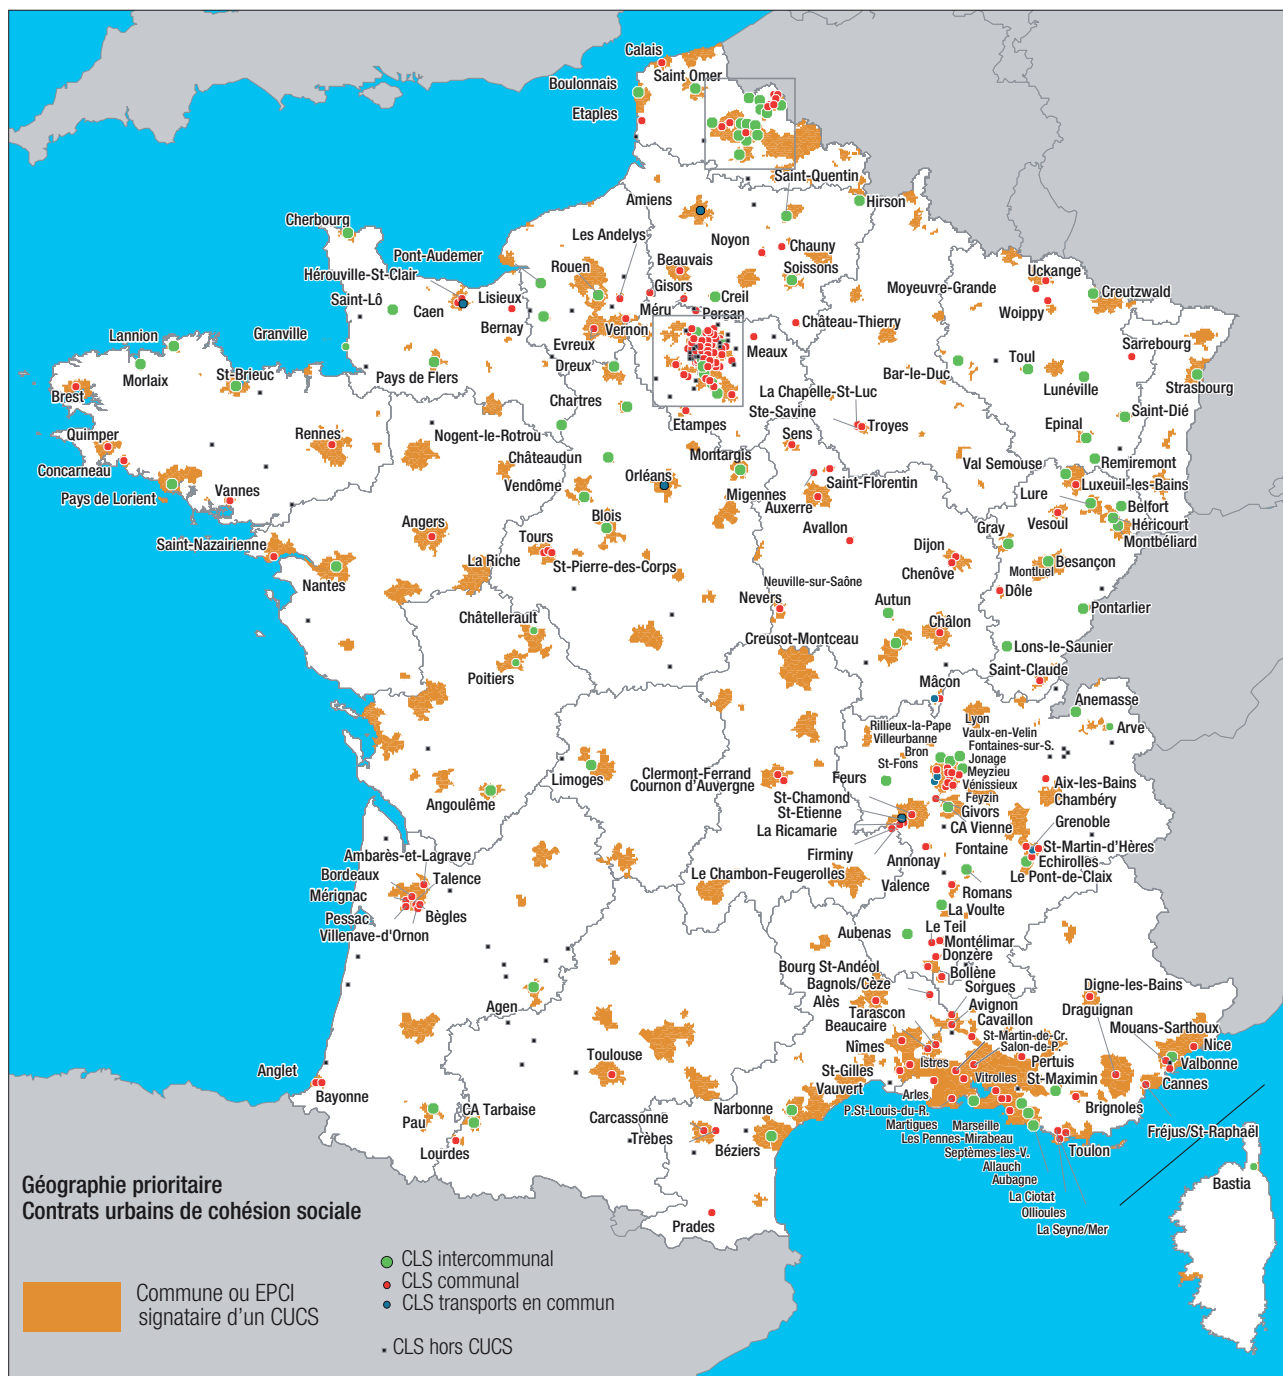 Calais
Saint Omer
Boulonnais
Etaples
Saint-Quentin
Amiens
Hirson
Cherbourg
Les Andelys
Noyon
Chauny
Pont-Audemer
Rouen
Beauvais
Soissons
Uckange
Hérouville-St-Clair
Gisors
Moyeuvre-Grande
Creutzwald
Saint-Lô
Lisieux
Creil
Caen
Méru
Persan
Woippy
Lannion
Granville
Bernay
Vernon
Château-Thierry
Sarrebourg
Evreux
Meaux
Toul
Morlaix
St-Brieuc
Pays de Flers
Dreux
Bar-le-Duc
Lunéville
Strasbourg
Brest
Chartres
La Chapelle-St-Luc
Ste-Savine
Saint-Dié
Etampes
Troyes
Epinal
Quimper
Rennes
Nogent-le-Rotrou
Sens
Châteaudun
Montargis
Val Semouse
Remiremont
Concarneau
Orléans
Saint-Florentin
Luxeuil-les-Bains
Vendôme
Lure
Pays de Lorient
Vannes
Migennes
Auxerre
Belfort
Blois
Vesoul
Héricourt
Angers
Avallon
Gray
Montbéliard
Tours
Dijon
Saint-Nazairienne
La Riche
St-Pierre-des-Corps
Chenôve
Besançon
Montluel
Nantes
Neuville-sur-Saône
Dôle
Nevers
Autun
Pontarlier
Châtellerault
Châlon
Creusot-Montceau
Lons-le-Saunier
Saint-Claude
Poitiers
Mâcon
Anemasse
Rillieux-la-Pape
Lyon
Arve
Villeurbanne
Vaulx-en-Velin
Bron
Fontaines-sur-S.
St-Fons
Jonage
Limoges
Clermont-Ferrand
Feurs
Meyzieu
Cournon d'Auvergne
Vénissieux
Aix-les-Bains
Angoulême
St-Chamond
Feyzin
Chambéry
St-Etienne
Givors
La Ricamarie
CA Vienne
Grenoble
Ambarès-et-Lagrave
Firminy
Fontaine
St-Martin-d'Hères
Bordeaux
Talence
Annonay
Echirolles
Le Chambon-Feugerolles
Le Pont-de-Claix
Mérignac
Valence
Romans
Pessac
Bègles
La Voulte
Villenave-d'Ornon
Aubenas
Le Teil
Montélimar
Donzère
Bourg St-Andéol
Bollène
Agen
Bagnols/Cèze
Sorgues
Digne-les-Bains
Alès
Avignon
Draguignan
Tarascon
Cavaillon
Beaucaire
St-Martin-de-Cr.
Mouans-Sarthoux
Nîmes
Salon-de-P.
Nice
Toulouse
Istres
Pertuis
Valbonne
Anglet
St-Gilles
Vitrolles
St-Maximin
Cannes
Bayonne
Vauvert
Arles
Brignoles
CA Tarbaise
Narbonne
P.St-Louis-du-R.
Pau
Carcassonne
Martigues
Marseille
Fréjus/St-Raphaël
Trèbes
Les Pennes-Mirabeau
Toulon
Lourdes
Béziers
Septèmes-les-V.
Allauch
Aubagne
Bastia
La Ciotat
Ollioules
Prades
La Seyne/Mer
Géographie prioritaire
Contrats urbains de cohésion sociale
Commune ou EPCI
signataire d'un CUCS
CLS intercommunal
CLS communal
CLS transports en commun
CLS hors CUCS